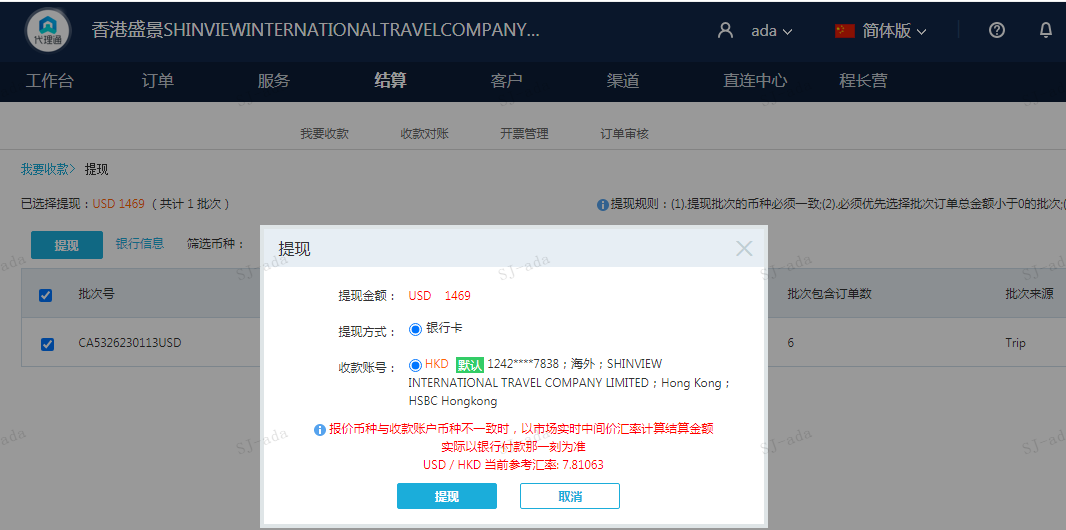 代理通
香港盛景SHINVIEWINTERNATIONALTRAVELCOMPANY...
ada
简体版
工作台
订单
服务
结算
客户
渠道
直连中心
程长营
我要收款
收款对账
开票管理
订单审核
我要收款> 提现
已选择提现：USD 1469 （ 共计 1 批次 ）
提现规则：(1).提现批次的币种必须一致;(2).必须优先选择批次订单总金额小于0的批次;(
提现
银行信息
筛选币种：
批次号
批次包含订单数
批次来源
CA5326230113USD
6
Trip
提现
提现金额： USD 1469
提现方式： 银行卡
收款账号： HKD 默认 1242****7838；海外；SHINVIEW
INTERNATIONAL TRAVEL COMPANY LIMITED；Hong Kong；
HSBC Hongkong
报价币种与收款账户币种不一致时，以市场实时中间价汇率计算结算金额
实际以银行付款那一刻为准
USD / HKD 当前参考汇率: 7.81063
提现
取消
SJ-ada
SJ-ada
SJ-ada
SJ-ada
SJ-ada
SJ-ada